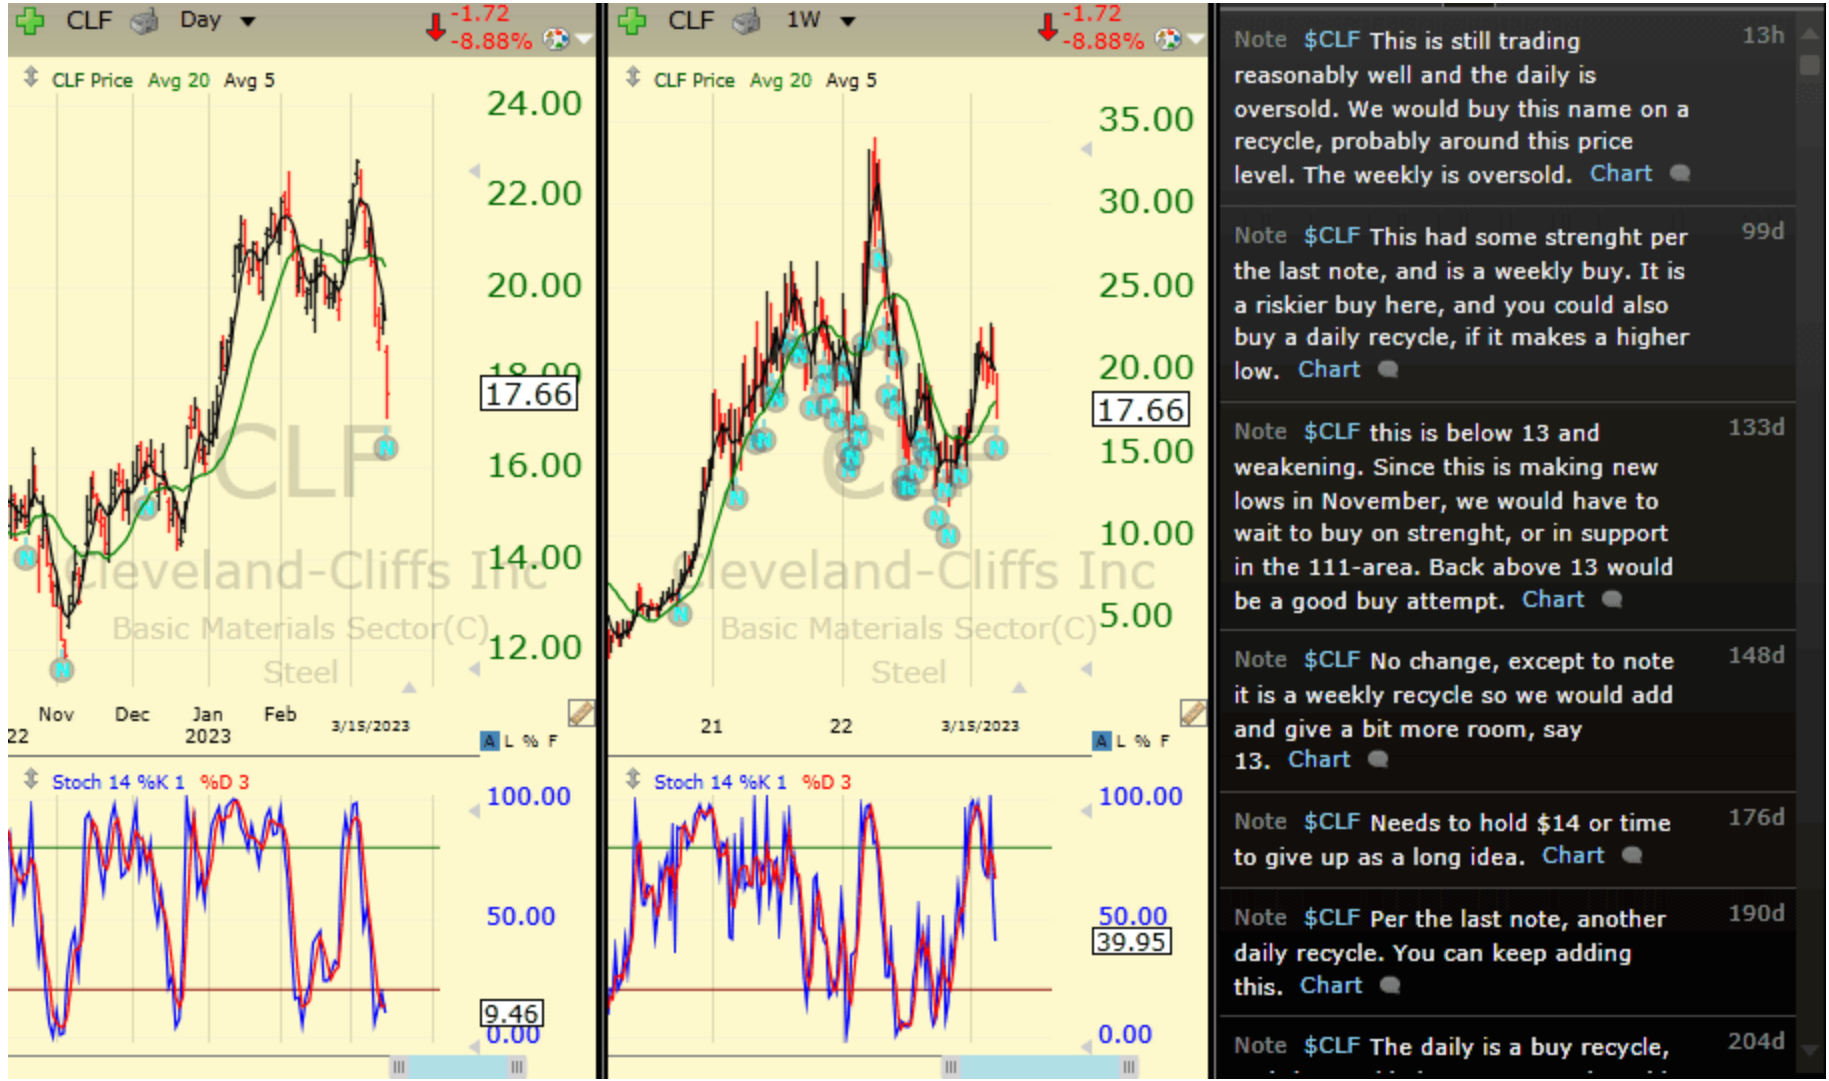 CLF Day -1.72
-8.88%
CLF Price Avg 20 Avg 5
24.00
22.00
20.00
18.00
17.66
16.00
14.00
12.00
CLF
Cleveland-Cliffs Inc
Basic Materials Sector(C)
Steel
N
N
N
N
Nov Dec Jan Feb 3/15/2023
22 2023
A L % F
Stoch 14 %K 1 %D 3
100.00
50.00
9.46
0.00
CLF 1W -1.72
-8.88%
CLF Price Avg 20 Avg 5
35.00
30.00
25.00
20.00
17.66
15.00
10.00
5.00
CLF
Cleveland-Cliffs Inc
Basic Materials Sector(C)
Steel
21 22 3/15/2023
A L % F
Stoch 14 %K 1 %D 3
100.00
50.00
39.95
0.00
Note $CLF This is still trading 13h
reasonably well and the daily is
oversold. We would buy this name on a
recycle, probably around this price
level. The weekly is oversold. Chart
Note $CLF This had some strenght per 99d
the last note, and is a weekly buy. It is
a riskier buy here, and you could also
buy a daily recycle, if it makes a higher
low. Chart
Note $CLF this is below 13 and 133d
weakening. Since this is making new
lows in November, we would have to
wait to buy on strenght, or in support
in the 111-area. Back above 13 would
be a good buy attempt. Chart
Note $CLF No change, except to note 148d
it is a weekly recycle so we would add
and give a bit more room, say
13. Chart
Note $CLF Needs to hold $14 or time 176d
to give up as a long idea. Chart
Note $CLF Per the last note, another 190d
daily recycle. You can keep adding
this. Chart
Note $CLF The daily is a buy recycle, 204d